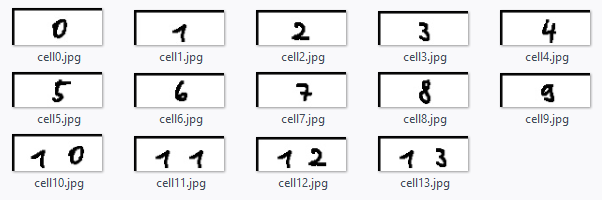 0 1 2 3 4
cell0.jpg cell1.jpg cell2.jpg cell3.jpg cell4.jpg
5 6 7 8 9
cell5.jpg cell6.jpg cell7.jpg cell8.jpg cell9.jpg
1 0 1 1 1 2 1 3
cell10.jpg cell11.jpg cell12.jpg cell13.jpg